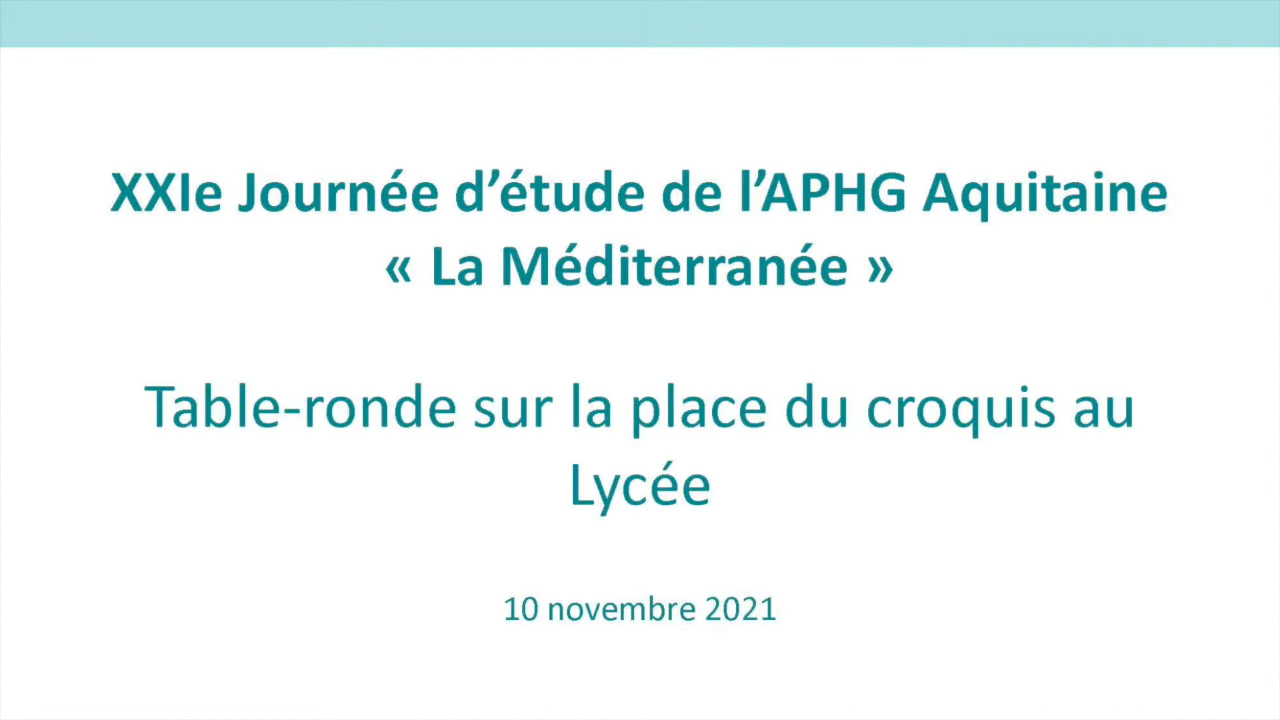 XXIe Journée d’étude de l’APHG Aquitaine
« La Méditerranée »
Table-ronde sur la place du croquis au
Lycée
10 novembre 2021